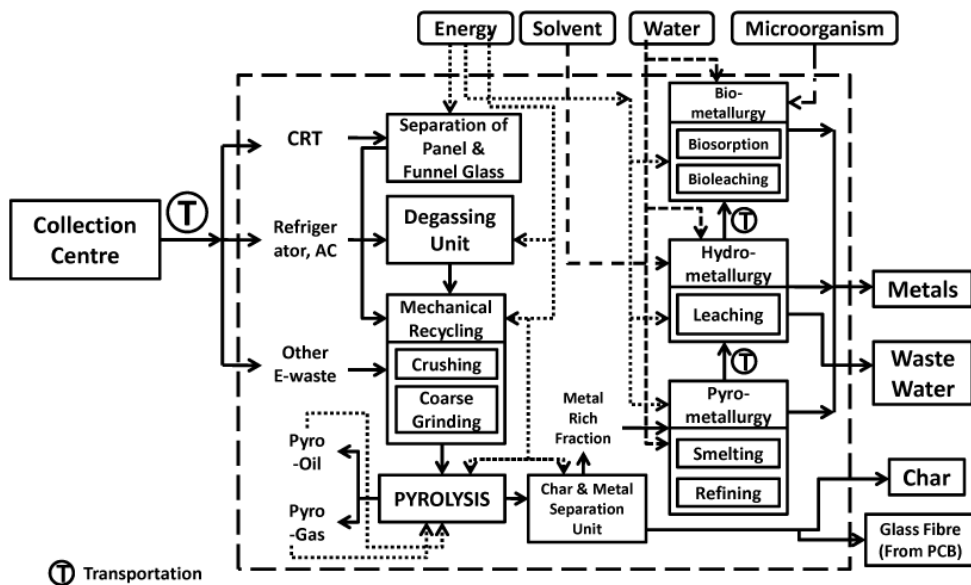 Energy
Solvent
Water
Microorganism
CRT
Separation of
Panel &
Funnel Glass
Bio-
metallurgy
Biosorption
Bioleaching
T
Collection
Centre
Refriger
ator, AC
Degassing
Unit
T
Hydro-
metallurgy
Leaching
Metals
Mechanical
Recycling
Crushing
Coarse
Grinding
Other
E-waste
T
Waste
Water
Metal
Rich
Fraction
Pyro-
metallurgy
Smelting
Refining
Pyro
-Oil
PYROLYSIS
Char & Metal
Separation
Unit
Char
Pyro
-Gas
Glass Fibre
(From PCB)
T Transportation